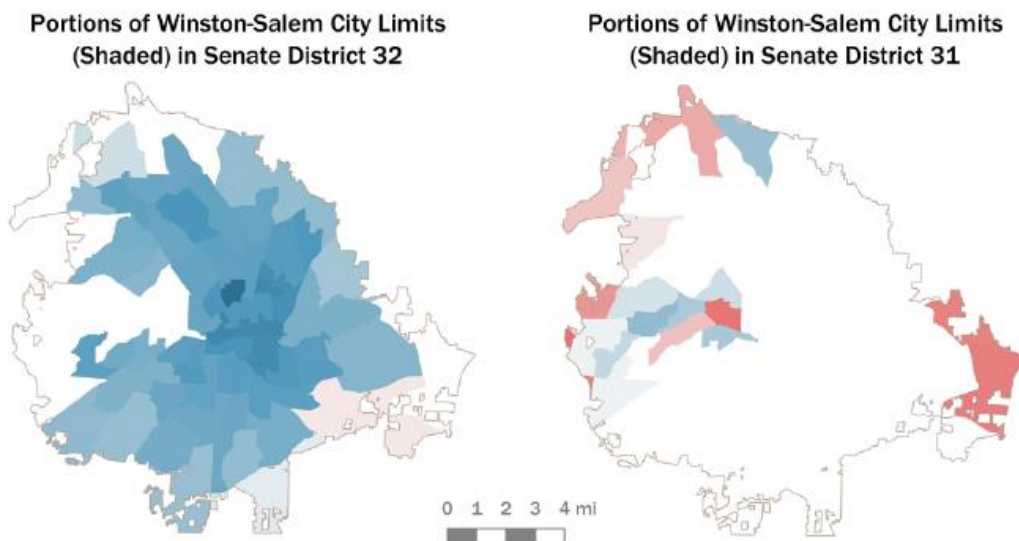 Portions of Winston-Salem City Limits
(Shaded) in Senate District 32
Portions of Winston-Salem City Limits
(Shaded) in Senate District 31
0 1 2 3 4 mi